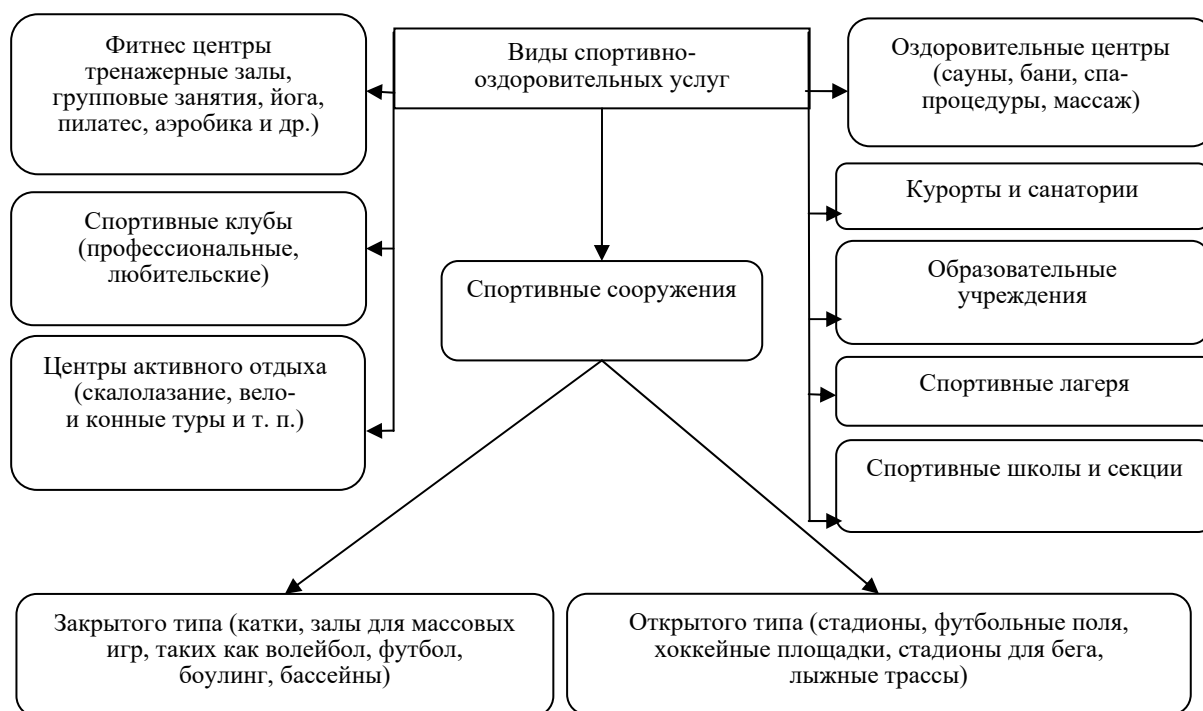 Виды спортивно-
оздоровительных услуг
Фитнес центры
тренажерные залы,
групповые занятия, йога,
пилатес, аэробика и др.)
Спортивные клубы
(профессиональные,
любительские)
Центры активного отдыха
(скалолазание, вело-
и конные туры и т. п.)
Спортивные сооружения
Оздоровительные центры
(сауны, бани, спа-
процедуры, массаж)
Курорты и санатории
Образовательные
учреждения
Спортивные лагеря
Спортивные школы и секции
Закрытого типа (катки, залы для массовых
игр, таких как волейбол, футбол,
боулинг, бассейны)
Открытого типа (стадионы, футбольные поля,
хоккейные площадки, стадионы для бега,
лыжные трассы)